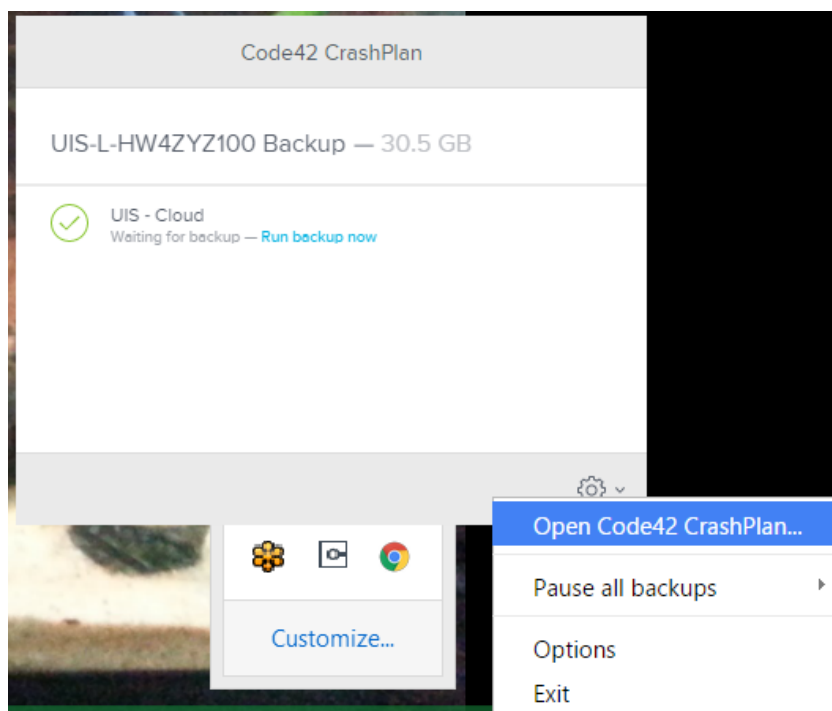 Code42 CrashPlan
UIS-L-HW4ZYZ100 Backup — 30.5 GB
UIS - Cloud
Waiting for backup — Run backup now
Open Code42 CrashPlan...
Pause all backups
Customize...
Options
Exit